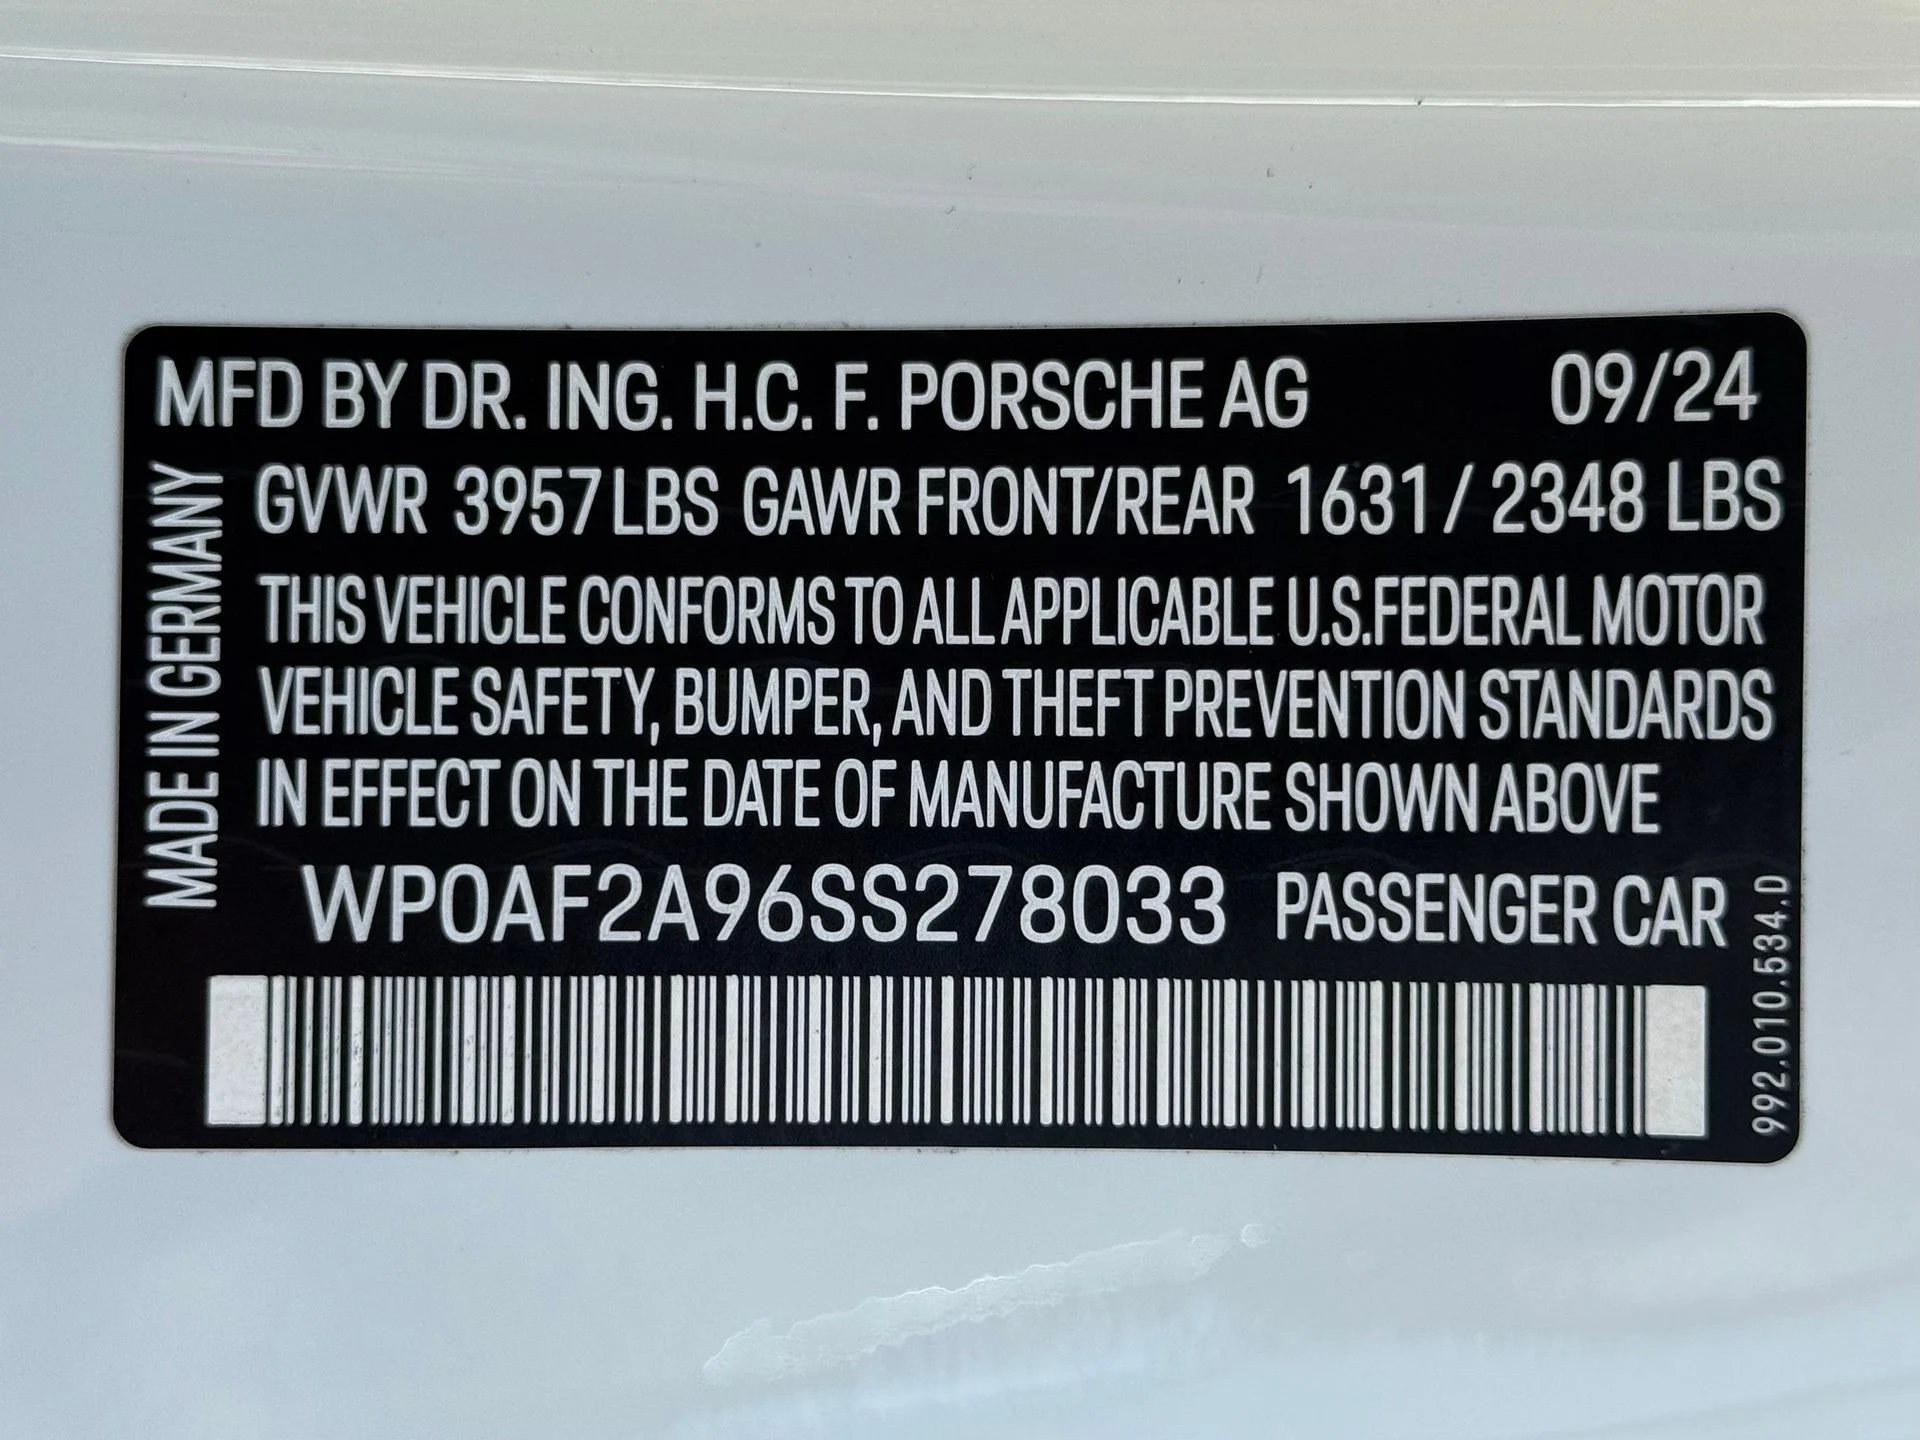 MFD BY DR. ING. H.C. F. PORSCHE AG 09/24
GVWR 3957 LBS GAWR FRONT/REAR 1631 / 2348 LBS
THIS VEHICLE CONFORMS TO ALL APPLICABLE U.S.FEDERAL MOTOR
VEHICLE SAFETY, BUMPER, AND THEFT PREVENTION STANDARDS
IN EFFECT ON THE DATE OF MANUFACTURE SHOWN ABOVE
WP0AF2A96SS278033 PASSENGER CAR
MADE IN GERMANY
992.010.534.D